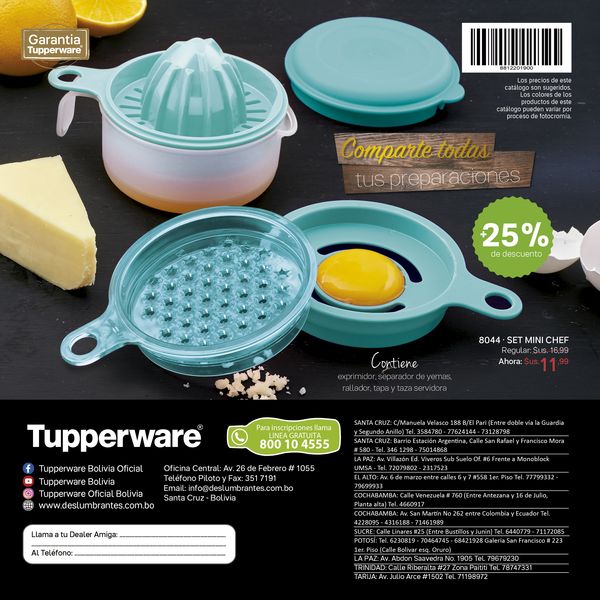 Garantía
Tupperware
8812201900
Los precios de este
catálogo son sugeridos.
Los colores de los
productos de este
catálogo pueden variar por
proceso de fotocromía.
Comparte todas
tus preparaciones
+25%
de descuento
8044 · SET MINI CHEF
Regular: $us. 16,99
Ahora: $us. 11,99
Contiene
exprimidor, separador de yemas,
rallador, tapa y taza servidora
Tupperware®
Para inscripciones llama
LINEA GRATUITA
800 10 4555
Tupperware Bolivia Oficial
Tupperware Bolivia
Tupperware Oficial Bolivia
www.deslumbrantes.com.bo
Oficina Central: Av. 26 de Febrero # 1055
Teléfono Piloto y Fax: 351 7191
Email: info@deslumbrantes.com.bo
Santa Cruz - Bolivia
Llama a tu Dealer Amiga:
Al Teléfono:
SANTA CRUZ: C/Manuela Velasco 188 B/El Pari (Entre doble vía la Guardia
y Segundo Anillo) Tel. 3584780 - 77624144 - 73128798
SANTA CRUZ: Barrio Estación Argentina, Calle San Rafael y Francisco Mora
# 580 - Tel. 346 1298 - 75014868
LA PAZ: Av. Villazón Ed. Viveros Sub Suelo Of. #6 Frente a Monoblock
UMSA - Tel. 72079802 - 2317523
EL ALTO: Av. 6 de marzo entre calles 6 y 7 #558 1er. Piso Tel. 77799332 -
79699933
COCHABAMBA: Calle Venezuela # 760 (Entre Antezana y 16 de Julio,
Planta alta) Tel. 4660917
COCHABAMBA: Av. San Martín No 262 entre Colombia y Ecuador Tel.
4228095 - 4316188 - 71461989
SUCRE: Calle Linares #25 (Entre Bustillos y Junin) Tel. 6440779 - 71172085
POTOSÍ: Tel. 6230819 - 70464745 - 68421928 Galeria San Francisco # 223
1er. Piso (Calle Bolivar esq. Oruro)
LA PAZ: Av. Abdon Saavedra No. 1905 Tel. 79679230
TRINIDAD: Calle Riberalta #27 Zona Paititi Tel. 78747331
TARIJA: Av. Julio Arce #1502 Tel. 71198972